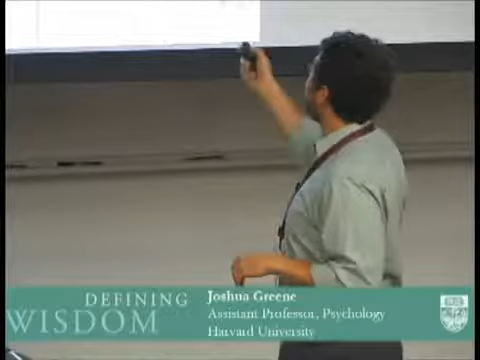 DEFINING
WISDOM
Joshua Greene
Assistant Professor, Psychology
Harvard University